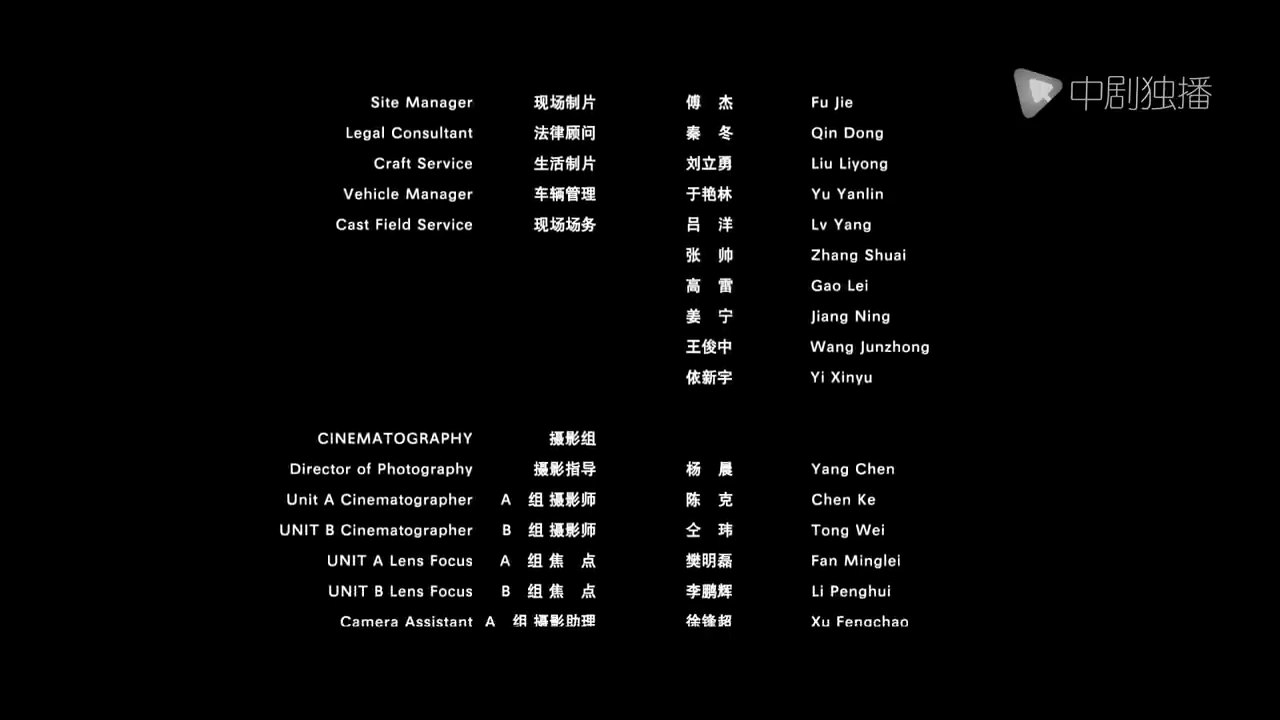 中剧独播
Site Manager 现场制片 傅 杰 Fu Jie
Legal Consultant 法律顾问 秦 冬 Qin Dong
Craft Service 生活制片 刘立勇 Liu Liyong
Vehicle Manager 车辆管理 于艳林 Yu Yanlin
Cast Field Service 现场场务 吕 洋 Lv Yang
张 帅 Zhang Shuai
高 雷 Gao Lei
姜 宁 Jiang Ning
王俊中 Wang Junzhong
依新宇 Yi Xinyu
CINEMATOGRAPHY 摄影组
Director of Photography 摄影指导 杨 晨 Yang Chen
Unit A Cinematographer A 组 摄影师 陈 克 Chen Ke
UNIT B Cinematographer B 组 摄影师 仝 玮 Tong Wei
UNIT A Lens Focus A 组 焦 点 樊明磊 Fan Minglei
UNIT B Lens Focus B 组 焦 点 李鹏辉 Li Penghui
Camera Assistant A 组 摄影助理 徐锋超 Xu Fengchao